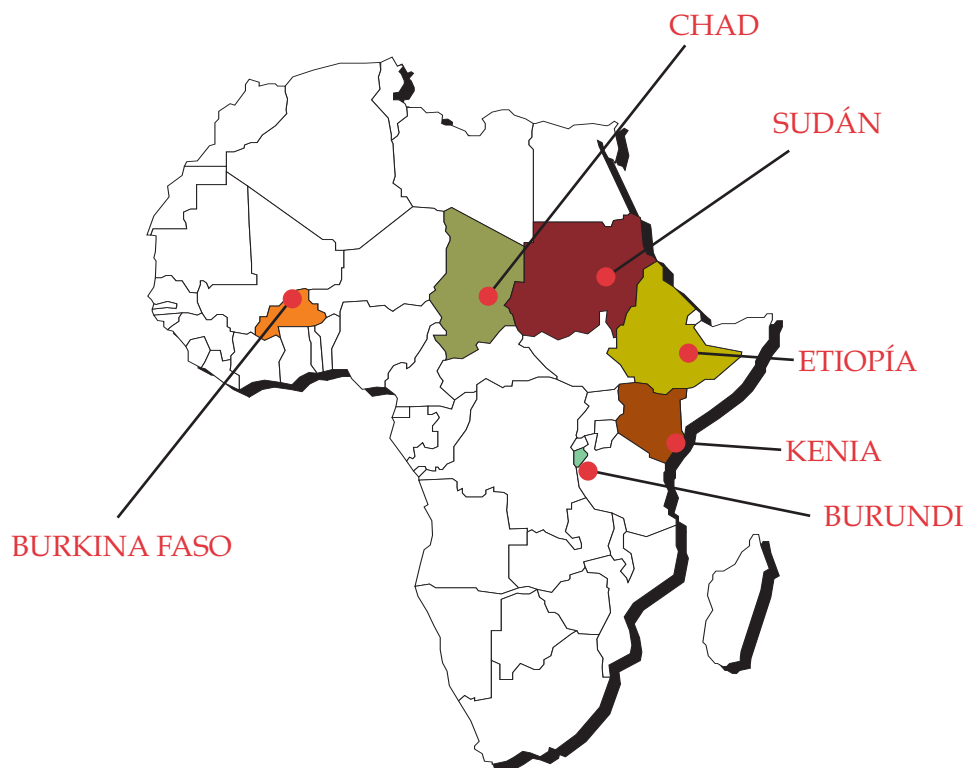 CHAD
SUDÁN
ETIOPÍA
KENIA
BURUNDI
BURKINA FASO